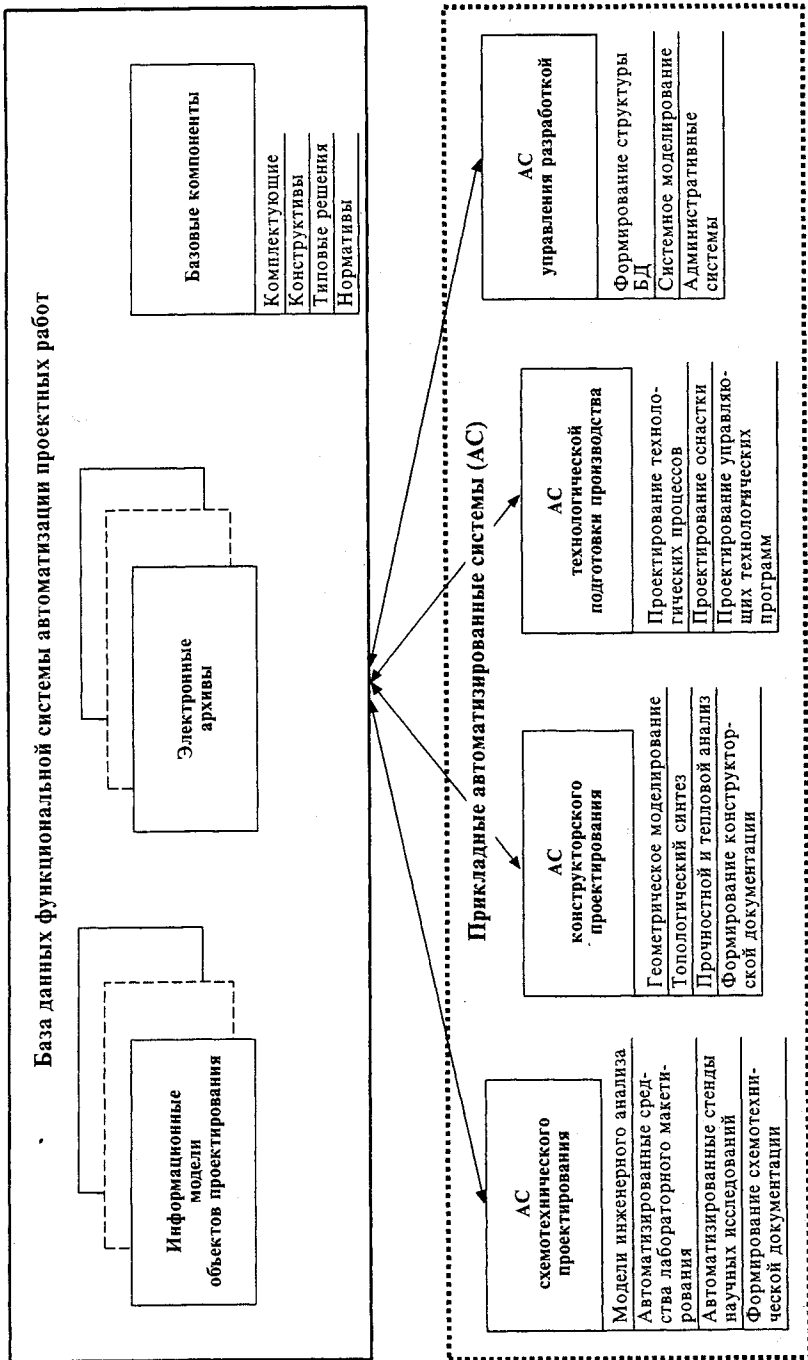 База данных функциональной системы автоматизации проектных работ
Информационные
модели
объектов проектирования
Электронные
архивы
Базовые компоненты
Комплектующие
Конструктивы
Типовые решения
Нормативы
Прикладные автоматизированные системы (АС)
АС
схемотехнического
проектирования
Модели инженерного анализа
Автоматизированные сред-
ства лабораторного макети-
рования
Автоматизированные стенды
научных исследований
Формирование схемотехни-
ческой документации
АС
конструкторского
проектирования
Геометрическое моделирование
Топологический синтез
Прочностной и тепловой анализ
Формирование конструктор-
ской документации
АС
технологической
подготовки производства
Проектирование техноло-
гических процессов
Проектирование оснастки
Проектирование управляю-
щих технологических
программ
АС
управления разработкой
Формирование структуры
БД
Системное моделирование
Административные
системы